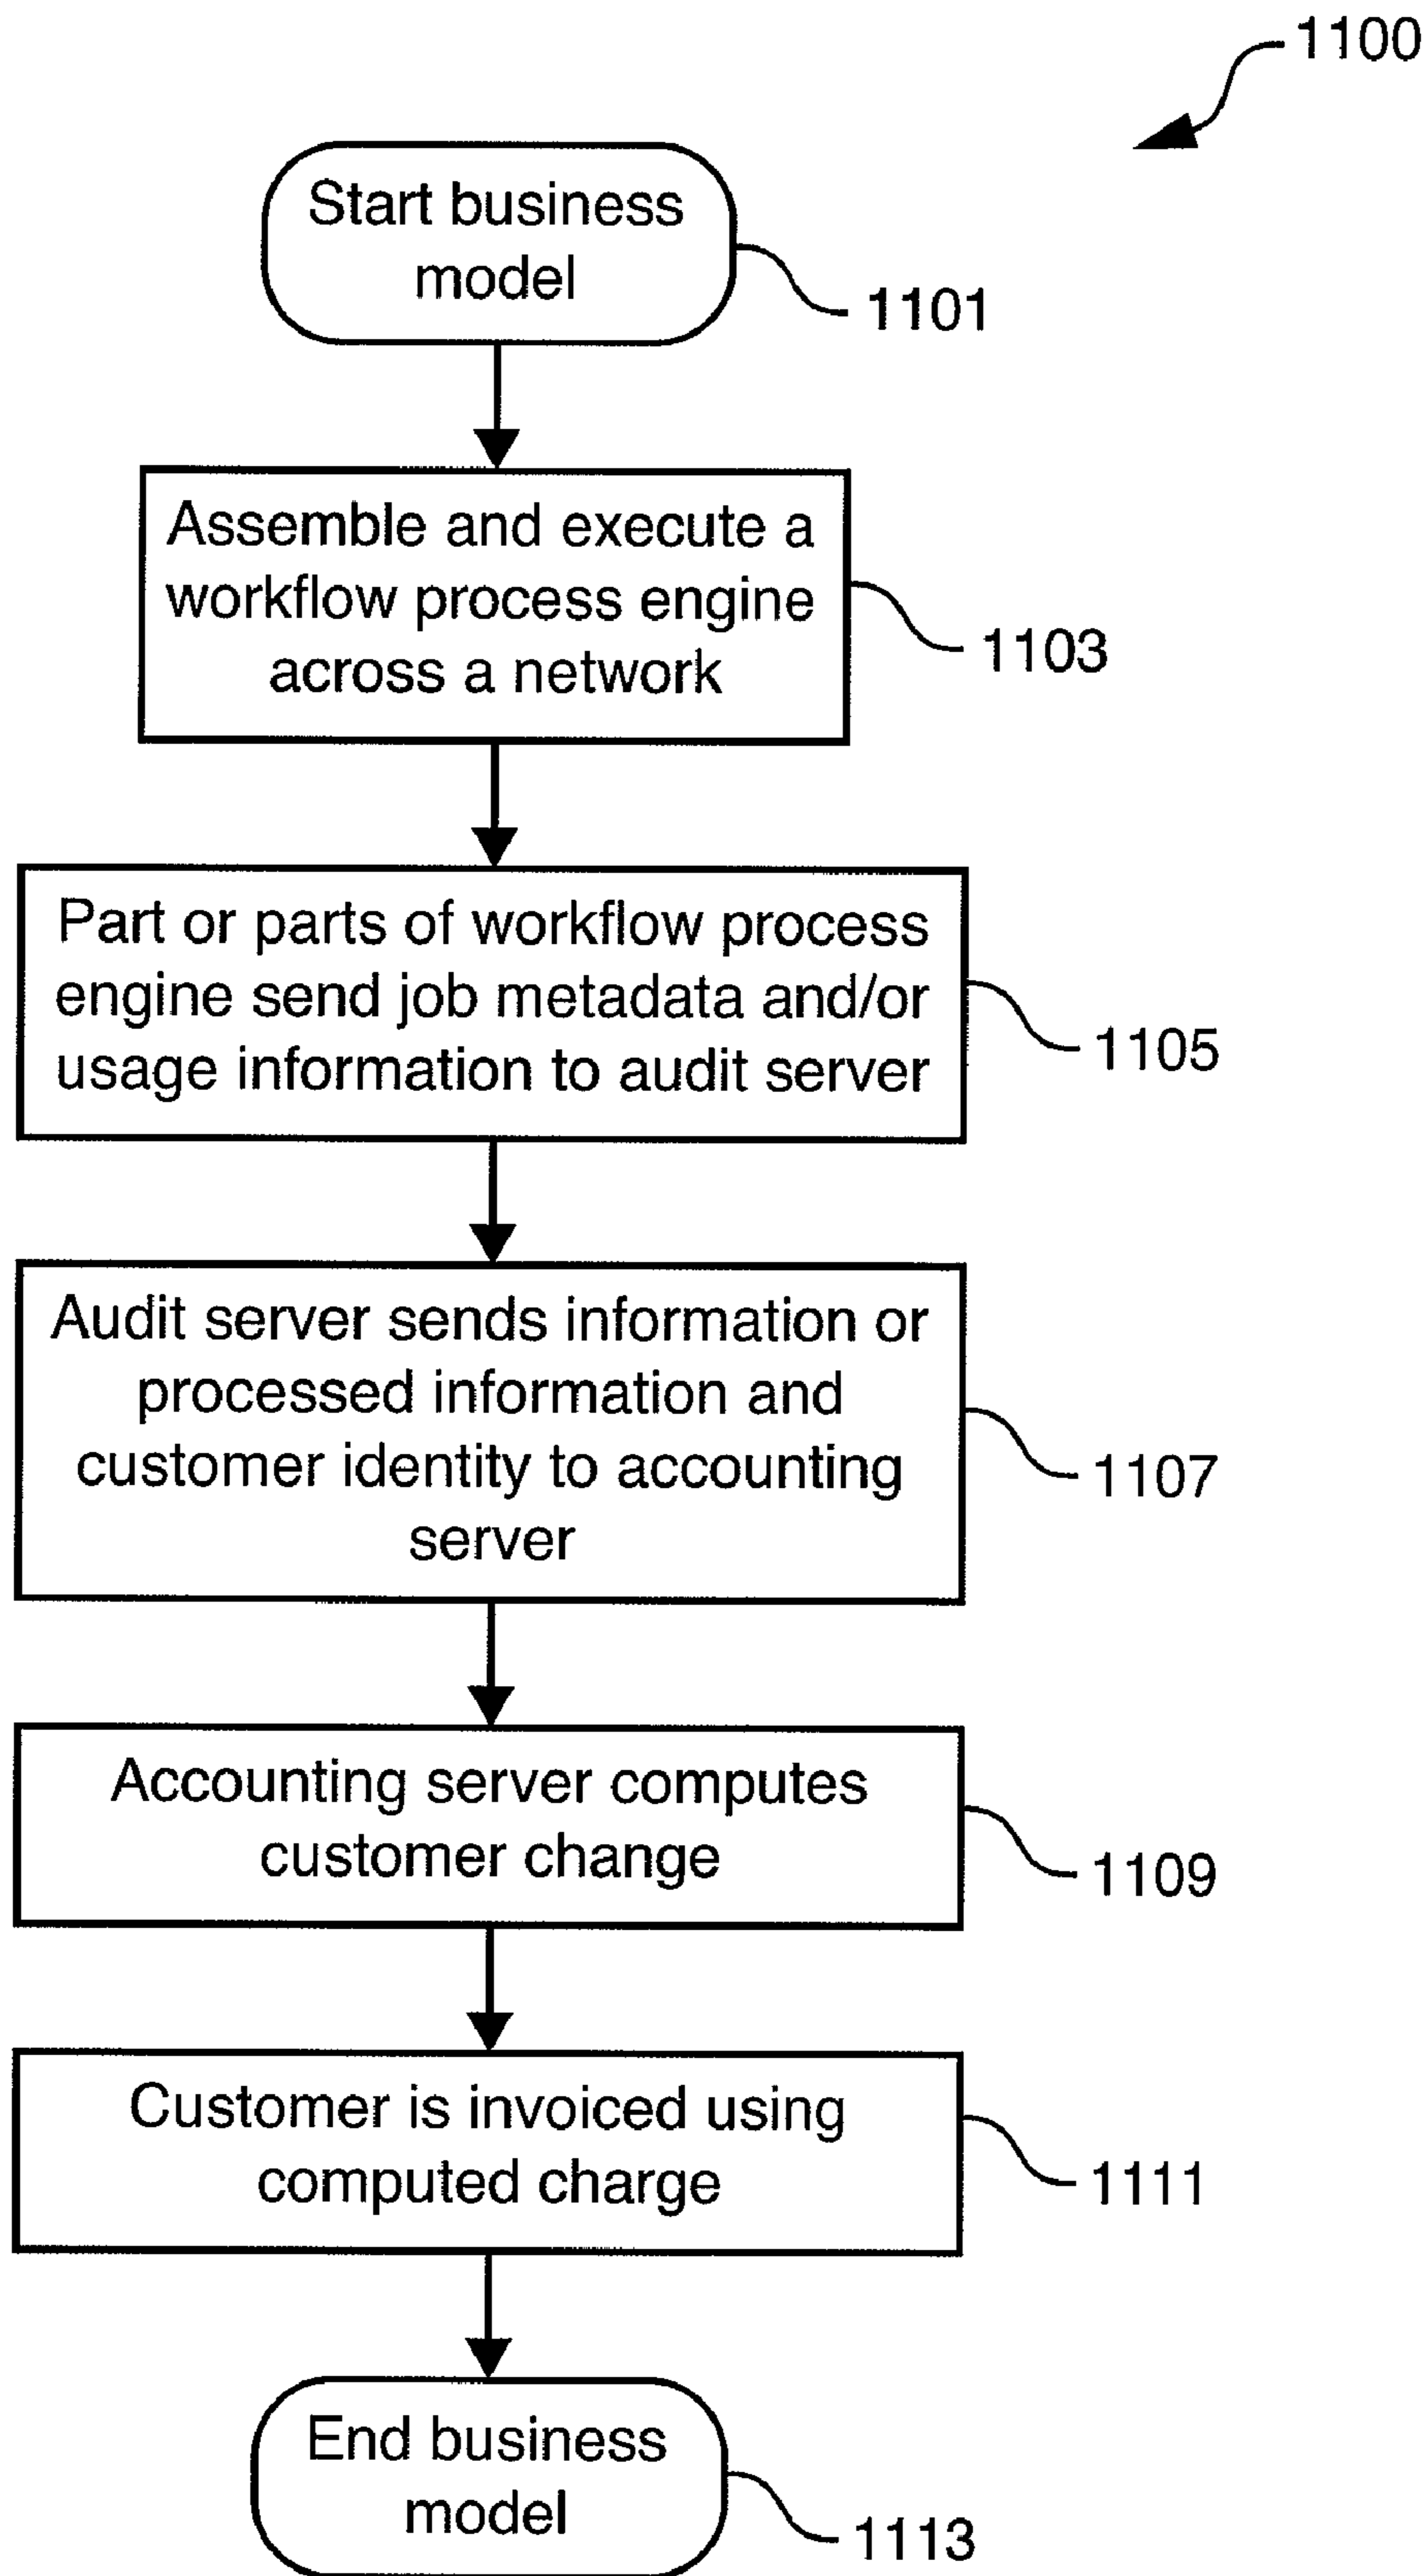 1100
Start business
model
1101
Assemble and execute a
workflow process engine
across a network
1103
Part or parts of workflow process
engine send job metadata and/or
usage information to audit server
1105
Audit server sends information or
processed information and
customer identity to accounting
server
1107
Accounting server computes
customer change
1109
Customer is invoiced using
computed charge
1111
End business
model
1113